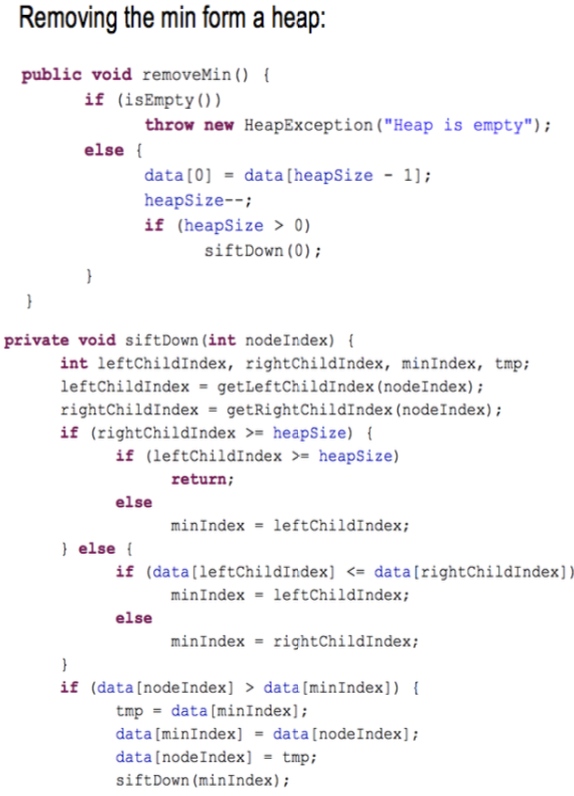 Removing the min form a heap:
public void removeMin() {
if (isEmpty())
throw new HeapException("Heap is empty");
else {
data[0] = data[heapSize - 1];
heapSize--;
if (heapSize > 0)
siftDown(0);
}
}
private void siftDown(int nodeIndex) {
int leftChildIndex, rightChildIndex, minIndex, tmp;
leftChildIndex = getLeftChildIndex(nodeIndex);
rightChildIndex = getRightChildIndex(nodeIndex);
if (rightChildIndex >= heapSize) {
if (leftChildIndex >= heapSize)
return;
else
minIndex = leftChildIndex;
} else {
if (data[leftChildIndex] <= data[rightChildIndex])
minIndex = leftChildIndex;
else
minIndex = rightChildIndex;
}
if (data[nodeIndex] > data[minIndex]) {
tmp = data[minIndex];
data[minIndex] = data[nodeIndex];
data[nodeIndex] = tmp;
siftDown(minIndex);